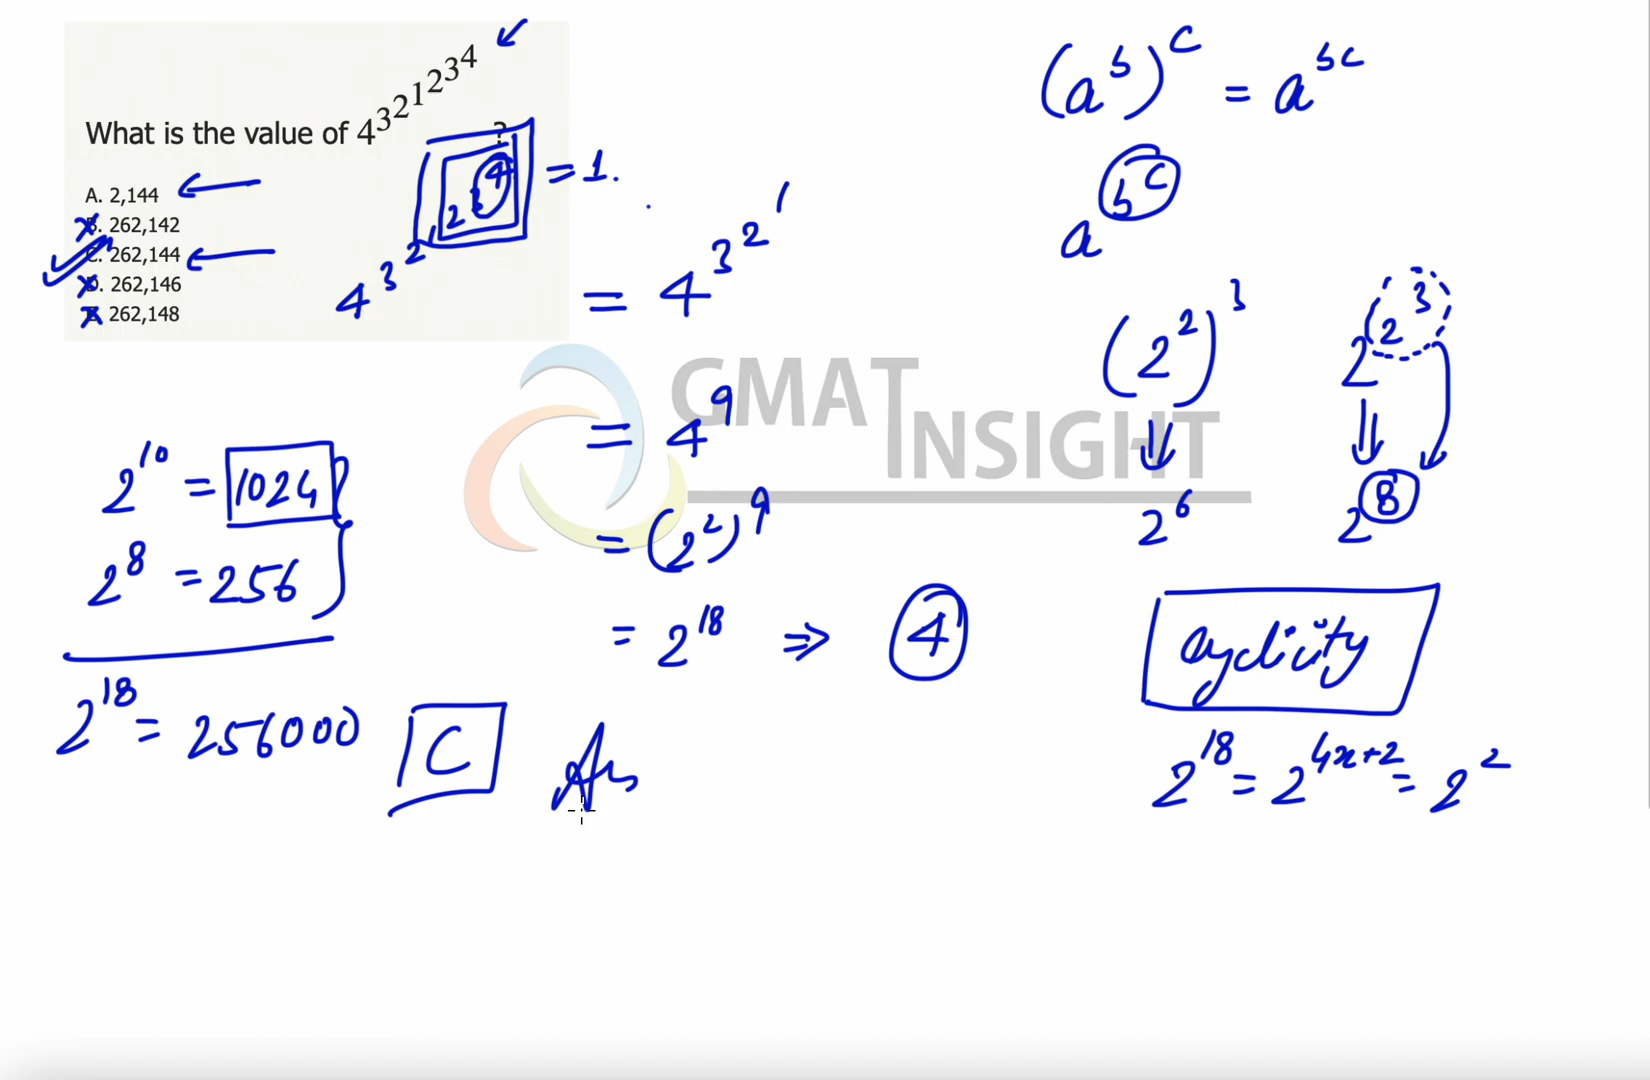 What is the value of 4^3^2^1^2^3^4 ?
A. 2,144
B. 262,142
C. 262,144
D. 262,146
E. 262,148
4^3^2^1^2^3^4 = 1.
= 4^3^2^1
= 4^9
= (2^2)^9
= 2^18 ⇒ 4
2^10 = 1024
2^8 = 256
2^18 = 256000
C Ans
(a^b)^c = a^bc
a^b^c
(2^2)^3 2^(2^3)
⇓ ⇓
2^6 2^8
cyclicity
2^18 = 2^4x+2 = 2^2
GMAT INSIGHT